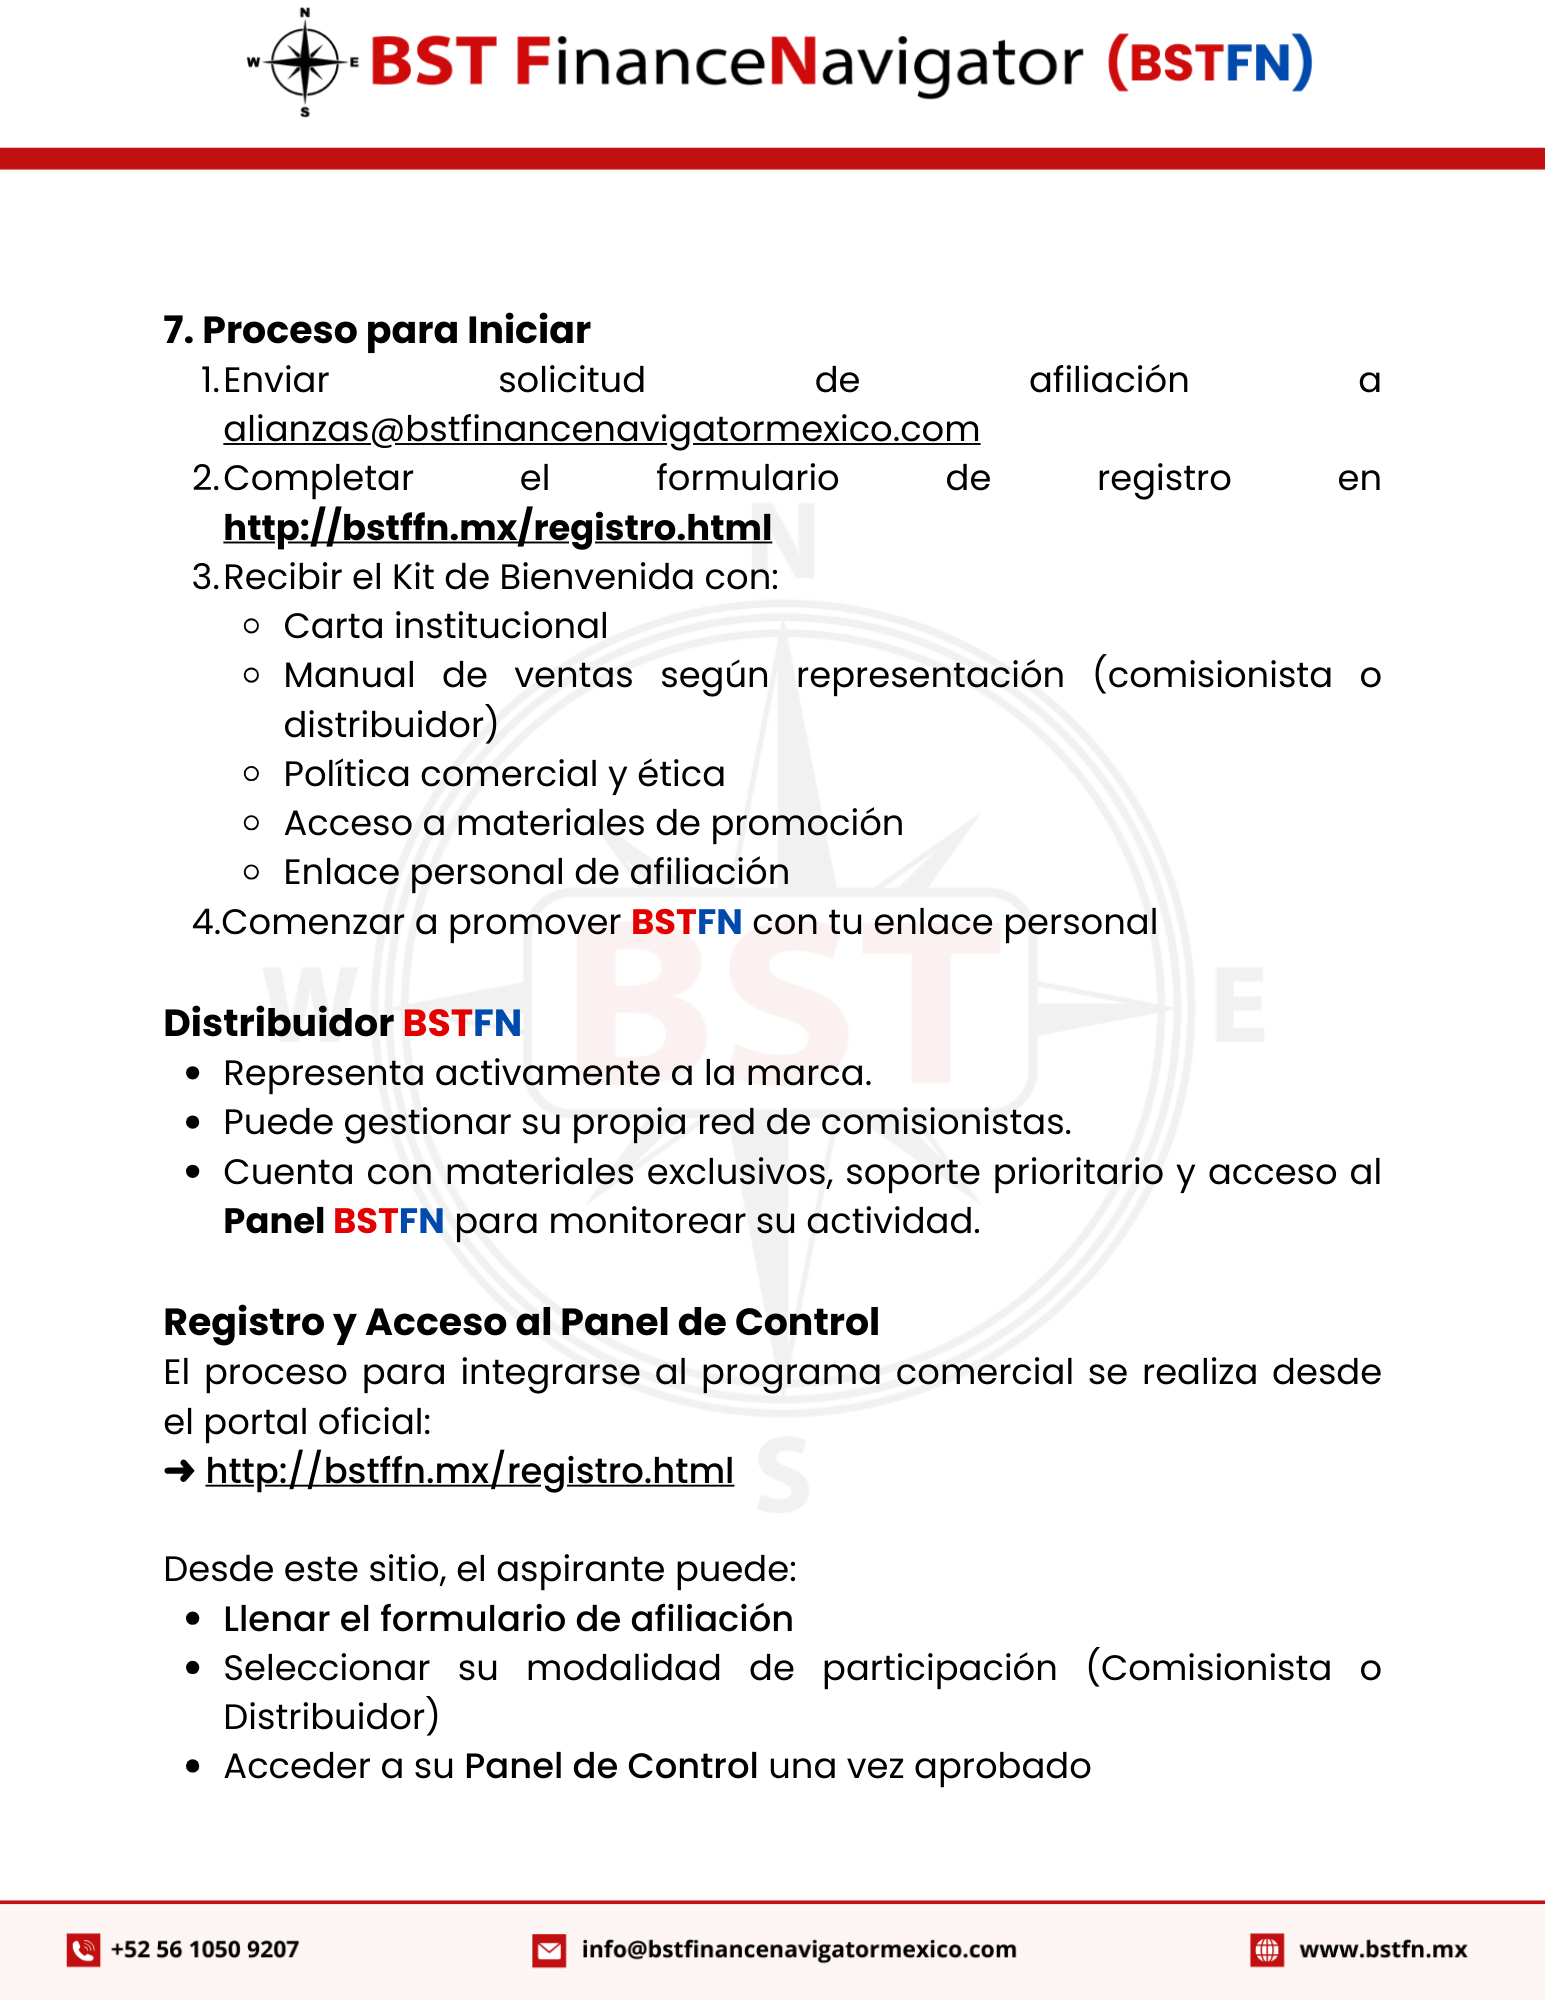 N
W E BST FinanceNavigator (BSTFN)
S
7. Proceso para Iniciar
1. Enviar solicitud de afiliación a
alianzas@bstfinancenavigatormexico.com
2. Completar el formulario de registro en
http://bstffn.mx/registro.html
3. Recibir el Kit de Bienvenida con:
○ Carta institucional
○ Manual de ventas según representación (comisionista o
distribuidor)
○ Política comercial y ética
○ Acceso a materiales de promoción
○ Enlace personal de afiliación
4.Comenzar a promover BSTFN con tu enlace personal
Distribuidor BSTFN
• Representa activamente a la marca.
• Puede gestionar su propia red de comisionistas.
• Cuenta con materiales exclusivos, soporte prioritario y acceso al
Panel BSTFN para monitorear su actividad.
Registro y Acceso al Panel de Control
El proceso para integrarse al programa comercial se realiza desde
el portal oficial:
➜ http://bstffn.mx/registro.html
Desde este sitio, el aspirante puede:
• Llenar el formulario de afiliación
• Seleccionar su modalidad de participación (Comisionista o
Distribuidor)
• Acceder a su Panel de Control una vez aprobado
N
W BST E
S
+52 56 1050 9207 info@bstfinancenavigatormexico.com www.bstfn.mx